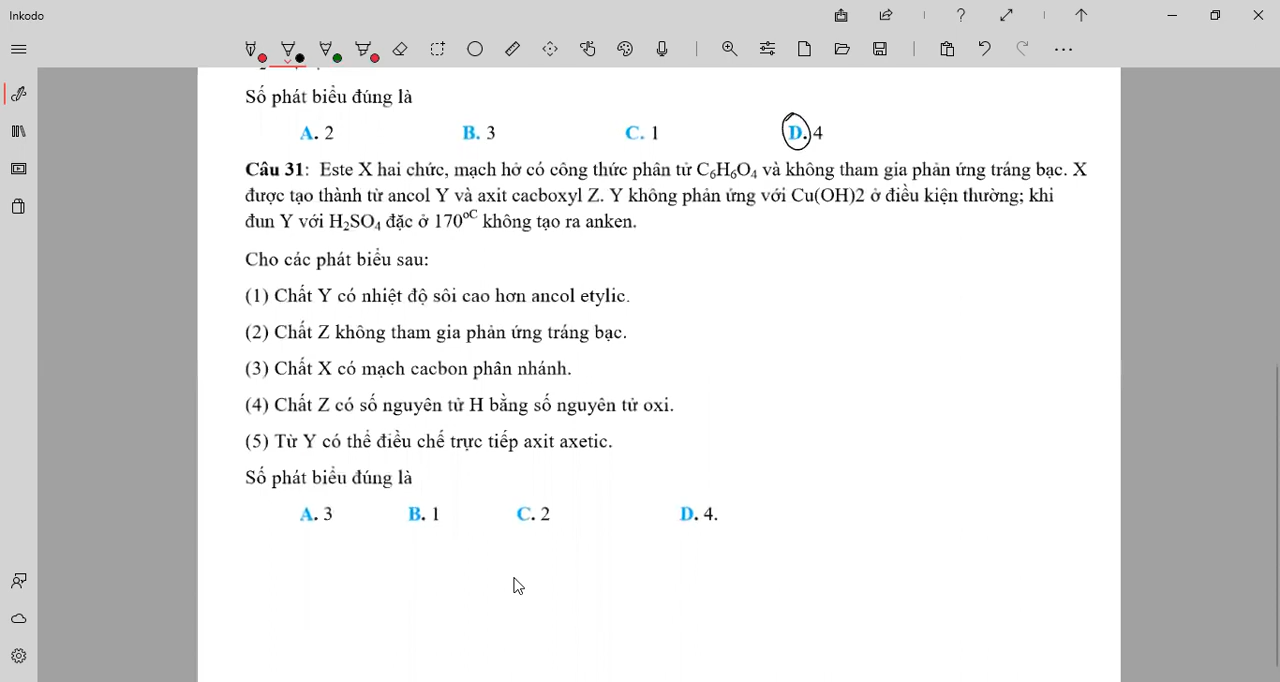 Inkodo
Số phát biểu đúng là
A. 2 B. 3 C. 1 D. 4
Câu 31: Este X hai chức, mạch hở có công thức phân tử C₆H₆O₄ và không tham gia phản ứng tráng bạc. X
được tạo thành từ ancol Y và axit cacboxyl Z. Y không phản ứng với Cu(OH)2 ở điều kiện thường; khi
đun Y với H₂SO₄ đặc ở 170ºC không tạo ra anken.
Cho các phát biểu sau:
(1) Chất Y có nhiệt độ sôi cao hơn ancol etylic.
(2) Chất Z không tham gia phản ứng tráng bạc.
(3) Chất X có mạch cacbon phân nhánh.
(4) Chất Z có số nguyên tử H bằng số nguyên tử oxi.
(5) Từ Y có thể điều chế trực tiếp axit axetic.
Số phát biểu đúng là
A. 3 B. 1 C. 2 D. 4.